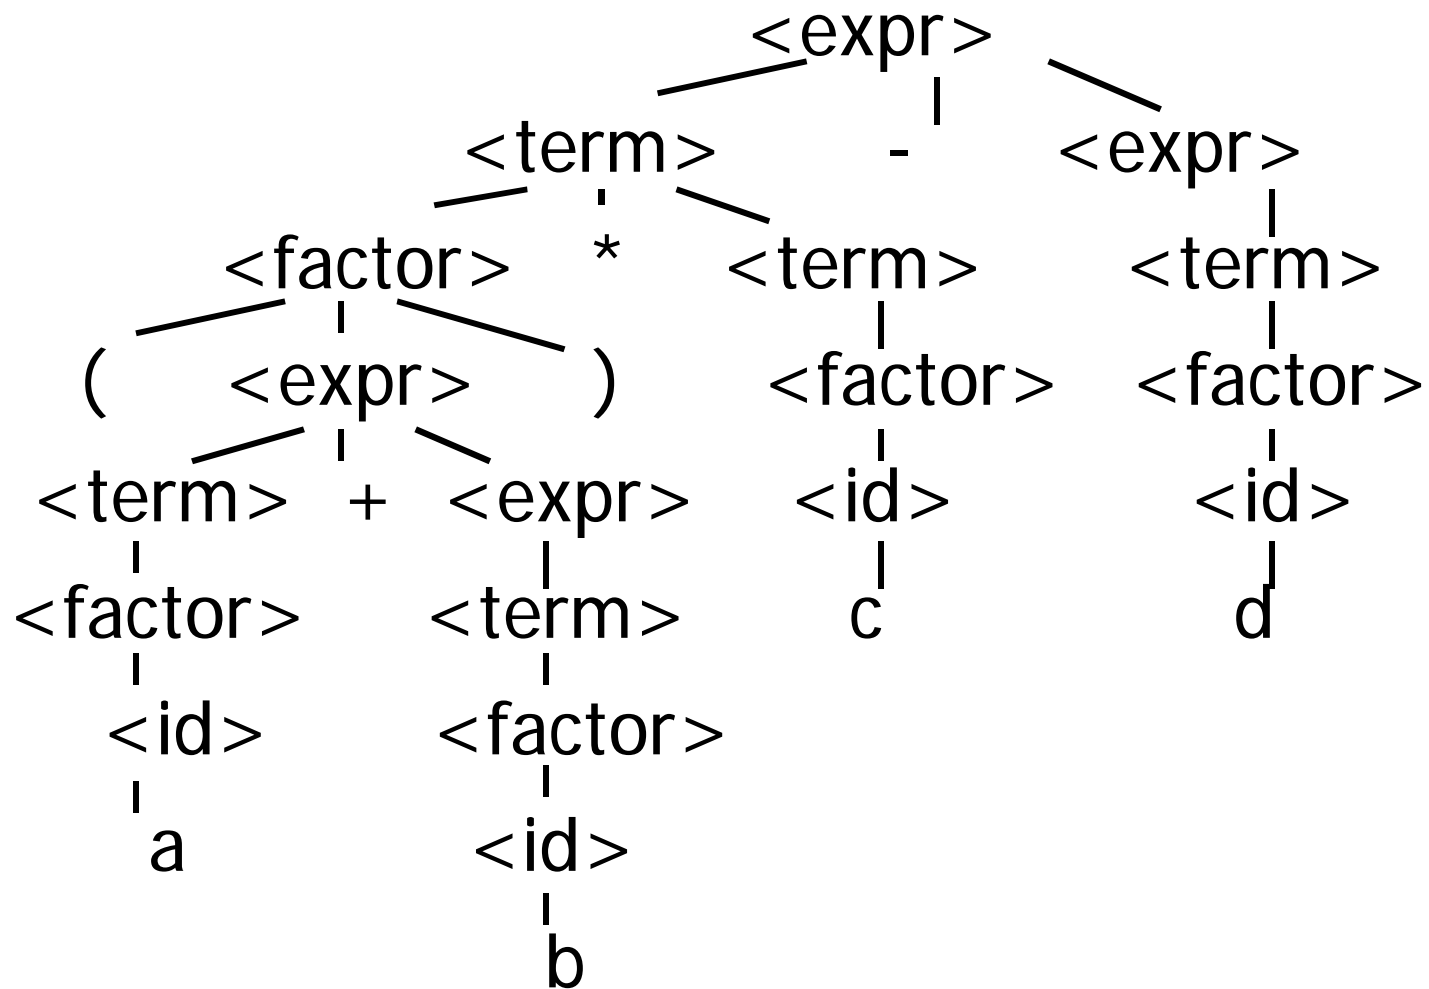 <expr>
<term> - <expr>
<factor> * <term> <term>
( <expr> ) <factor> <factor>
<term> + <expr> <id> <id>
<factor> <term> c d
<id> <factor>
a <id>
b